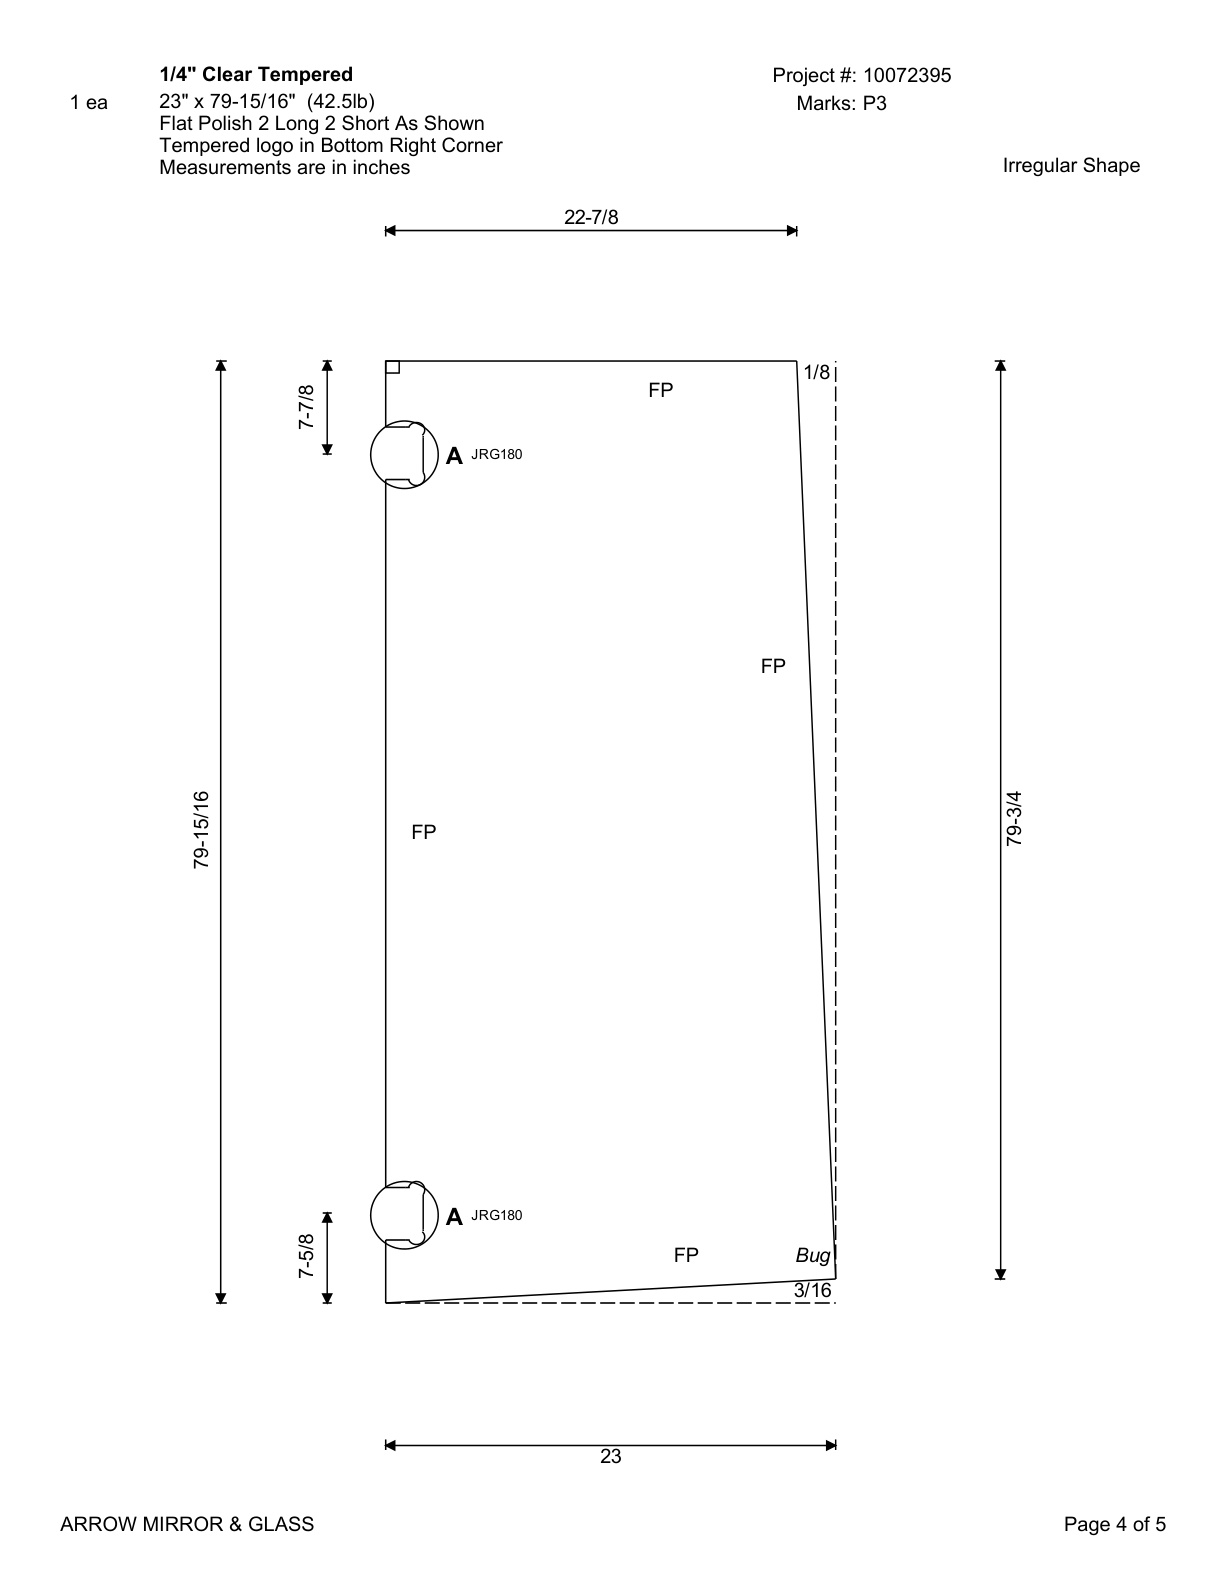 1/4" Clear Tempered
Project #: 10072395
1 ea
23" x 79-15/16" (42.5lb)
Marks: P3
Flat Polish 2 Long 2 Short As Shown
Tempered logo in Bottom Right Corner
Measurements are in inches
Irregular Shape
22-7/8
7-7/8
1/8
FP
A JRG180
FP
79-15/16
FP
79-3/4
A JRG180
7-5/8
FP
Bug
3/16
23
ARROW MIRROR & GLASS
Page 4 of 5